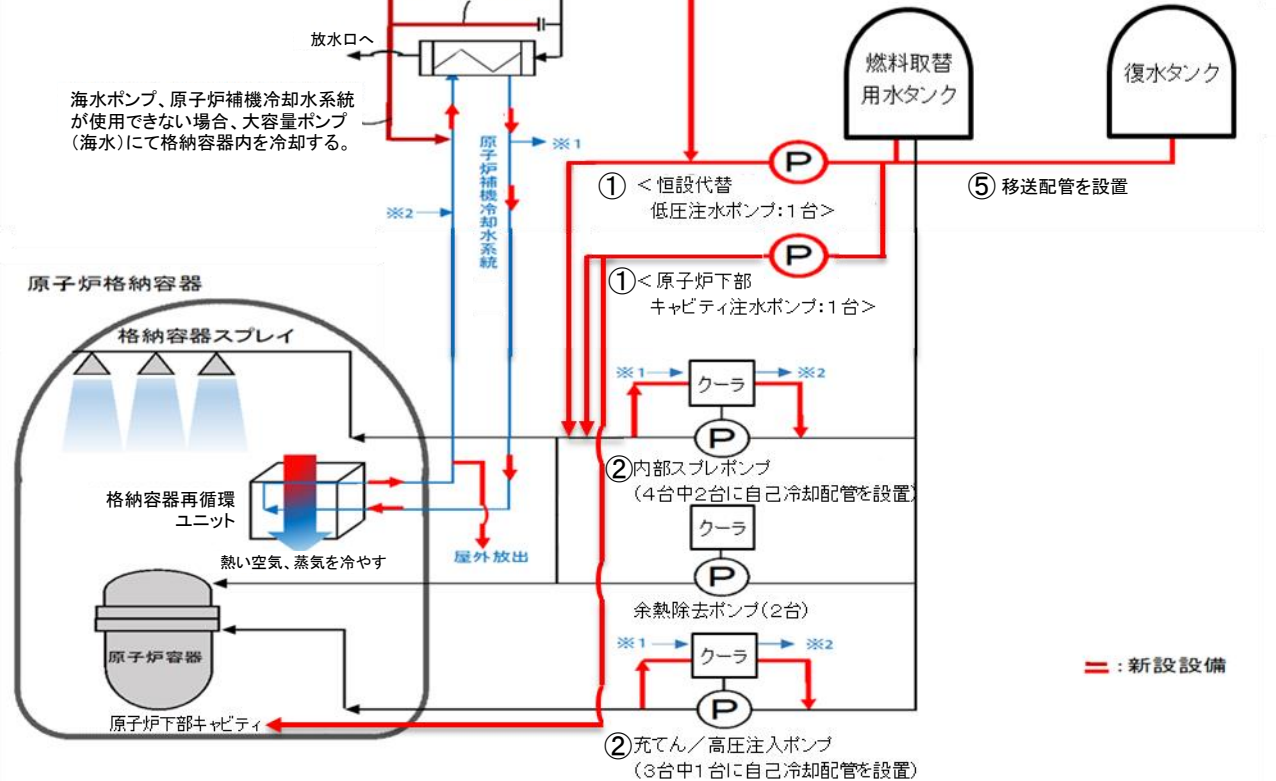 放水口へ
海水ポンプ、原子炉補機冷却水系統
が使用できない場合、大容量ポンプ
（海水）にて格納容器内を冷却する。
燃料取替
用水タンク
復水タンク
原子炉補機冷却水系統
※1
※2
P
① ＜恒設代替
低圧注水ポンプ：１台＞
⑤ 移送配管を設置
P
①＜原子炉下部
キャビティ注水ポンプ：１台＞
原子炉格納容器
格納容器スプレイ
※1
クーラ
※2
P
②内部スプレポンプ
（４台中２台に自己冷却配管を設置）
格納容器再循環
ユニット
熱い空気、蒸気を冷やす
屋外放出
クーラ
P
余熱除去ポンプ（２台）
※1
クーラ
※2
P
原子炉容器
原子炉下部キャビティ
②充てん／高圧注入ポンプ
（３台中１台に自己冷却配管を設置）
：新設設備